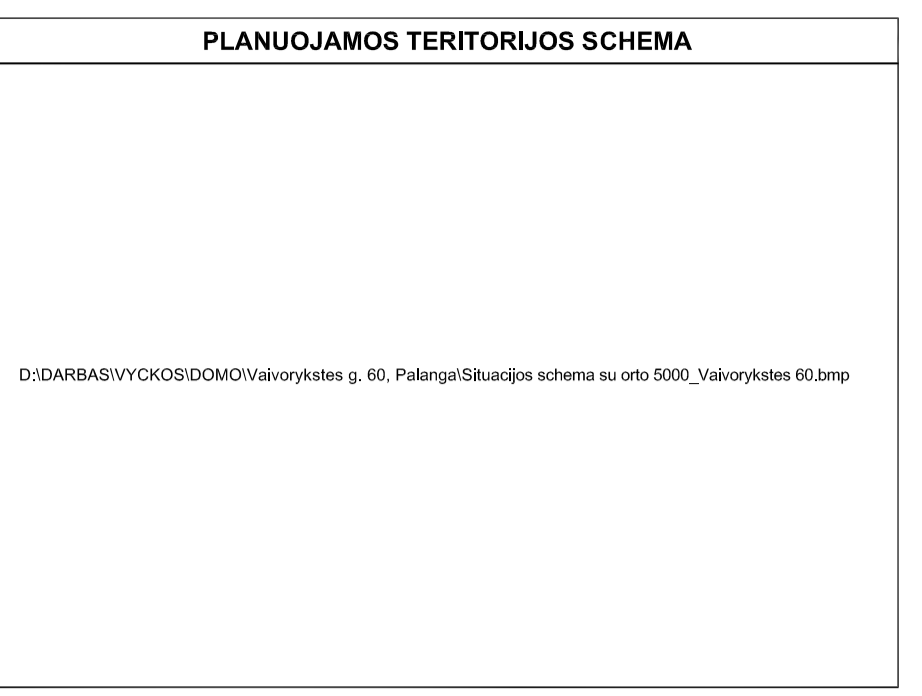 PLANUOJAMOS TERITORIJOS SCHEMA
D:\DARBAS\VYCKOS\DOMO\Vaivorykstes g. 60, Palanga\Situacijos schema su orto 5000_Vaivorykstes 60.bmp